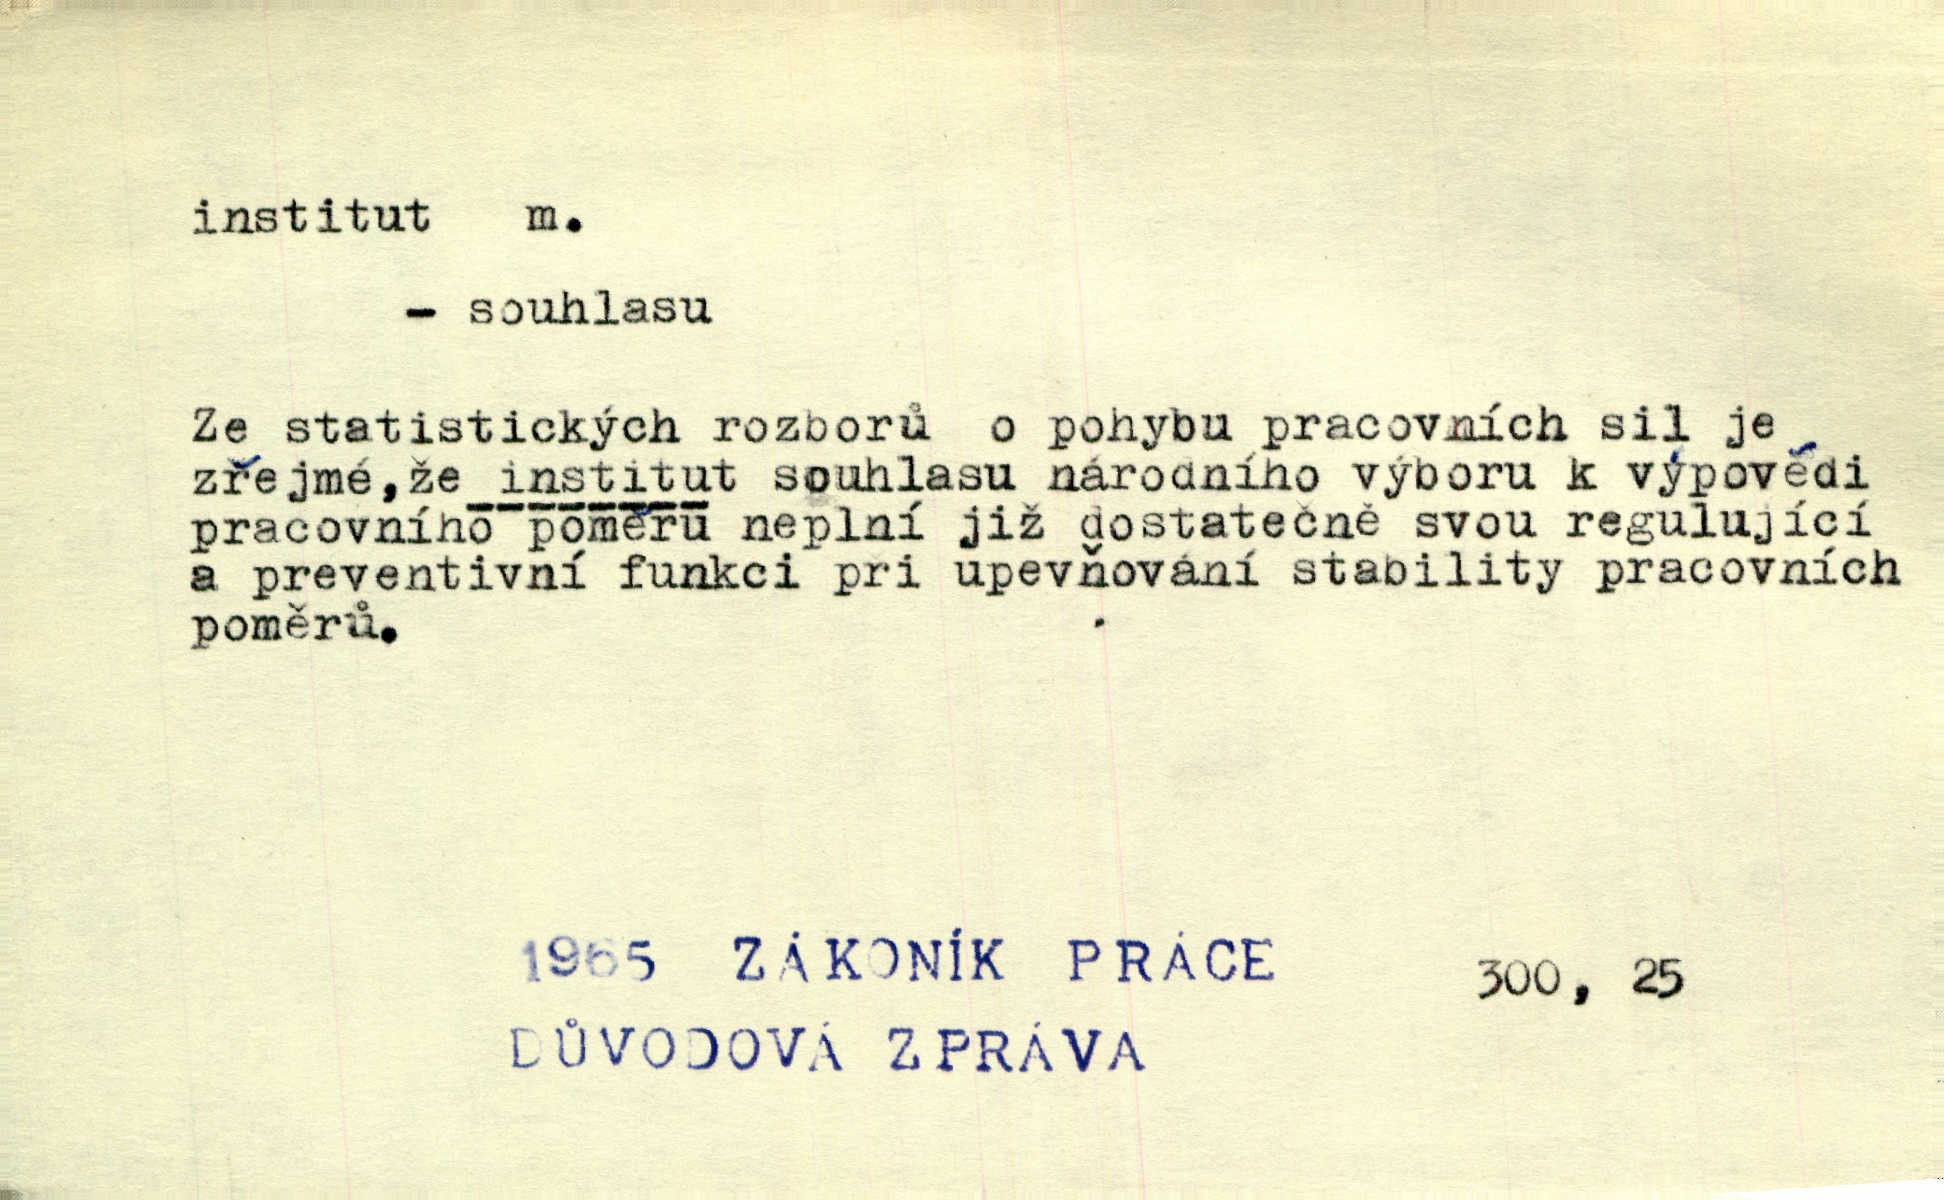 institut m.
- souhlasu
Ze statistických rozborů o pohybu pracovních sil je
zřejmé,že institut souhlasu národního výboru k výpovědi
pracovního poměru neplní již dostatečně svou regulující
a preventivní funkci při upevňování stability pracovních
poměrů.
1965 ZÁKONÍK PRÁCE 300, 25
DŮVODOVÁ ZPRÁVA